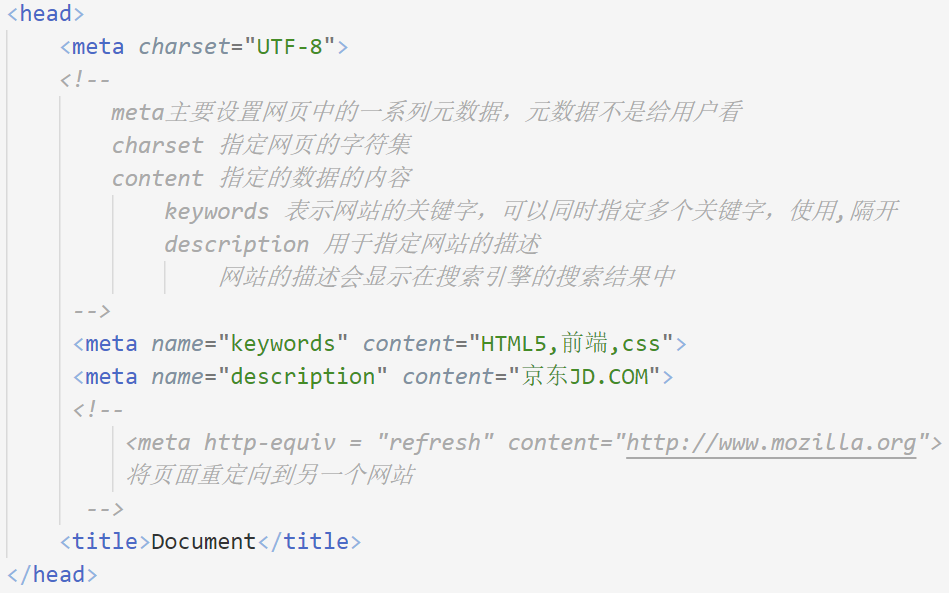 <head>
<meta charset="UTF-8">
<!--
meta主要设置网页中的一系列元数据，元数据不是给用户看
charset 指定网页的字符集
content 指定的数据的内容
keywords 表示网站的关键字，可以同时指定多个关键字，使用,隔开
description 用于指定网站的描述
网站的描述会显示在搜索引擎的搜索结果中
-->
<meta name="keywords" content="HTML5,前端,css">
<meta name="description" content="京东JD.COM">
<!--
<meta http-equiv = "refresh" content="http://www.mozilla.org">
将页面重定向到另一个网站
-->
<title>Document</title>
</head>